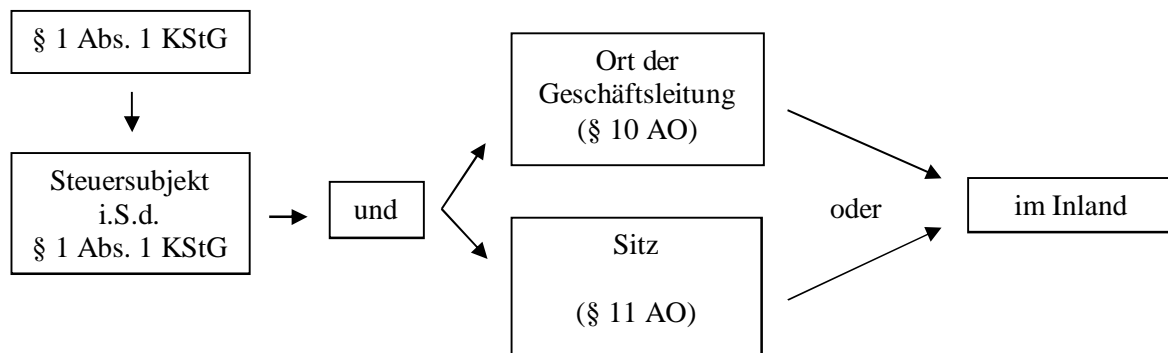 § 1 Abs. 1 KStG
Steuersubjekt
i.S.d.
§ 1 Abs. 1 KStG
und
Ort der
Geschäftsleitung
(§ 10 AO)
Sitz
(§ 11 AO)
oder
im Inland